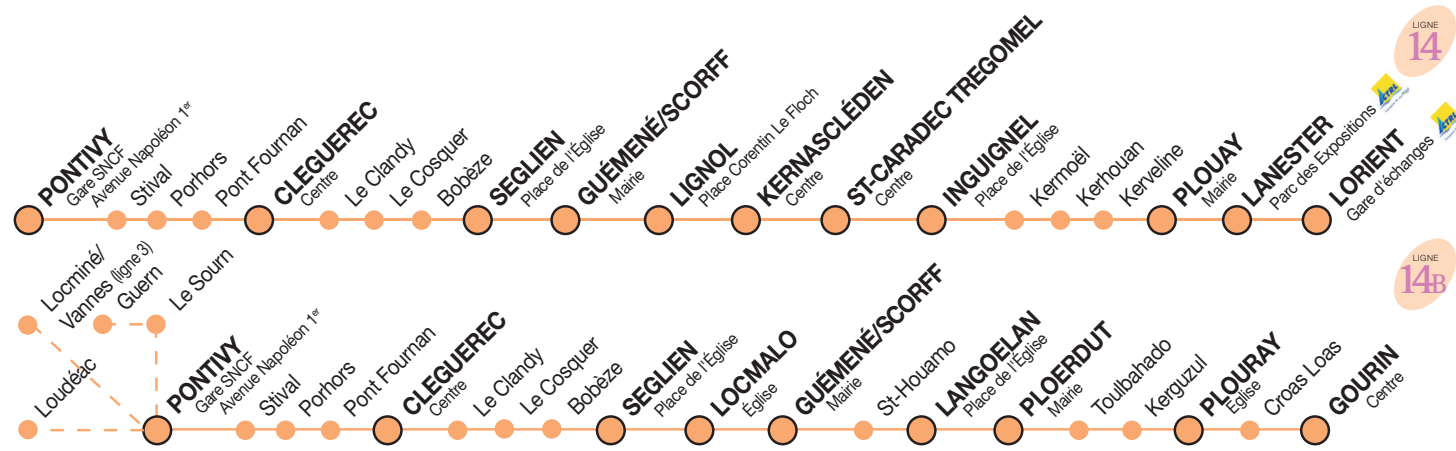 LIGNE
14
PONTIVY
Gare SNCF
Avenue Napoléon 1er
Stival
Porhors
Pont Fournan
CLEGUEREC
Centre
Le Clandy
Le Cosquer
Bobèze
SEGLIEN
Place de l'Église
GUÉMENÉ/SCORFF
Mairie
LIGNOL
Place Corentin Le Floch
KERNASCLÉDEN
Centre
ST-CARADEC TREGOMEL
Centre
INGUIGNEL
Place de l'Église
Kermoël
Kerhouan
Kerveline
PLOUAY
Mairie
LANESTER
Parc des Expositions
CTRL
LORIENT
Gare d'échanges
CTRL
LIGNE
14B
Locminé/
Vannes (ligne 3)
Guern
Le Sourn
Loudéac
PONTIVY
Gare SNCF
Avenue Napoléon 1er
Stival
Porhors
Pont Fournan
CLEGUEREC
Centre
Le Clandy
Le Cosquer
Bobèze
SEGLIEN
Place de l'Église
LOCMALO
Église
GUÉMENÉ/SCORFF
Mairie
St-Houarno
LANGOELAN
Place de l'Église
PLOERDUT
Mairie
Toulbahado
Kerguzul
PLOURAY
Eglise
Croas Loas
GOURIN
Centre